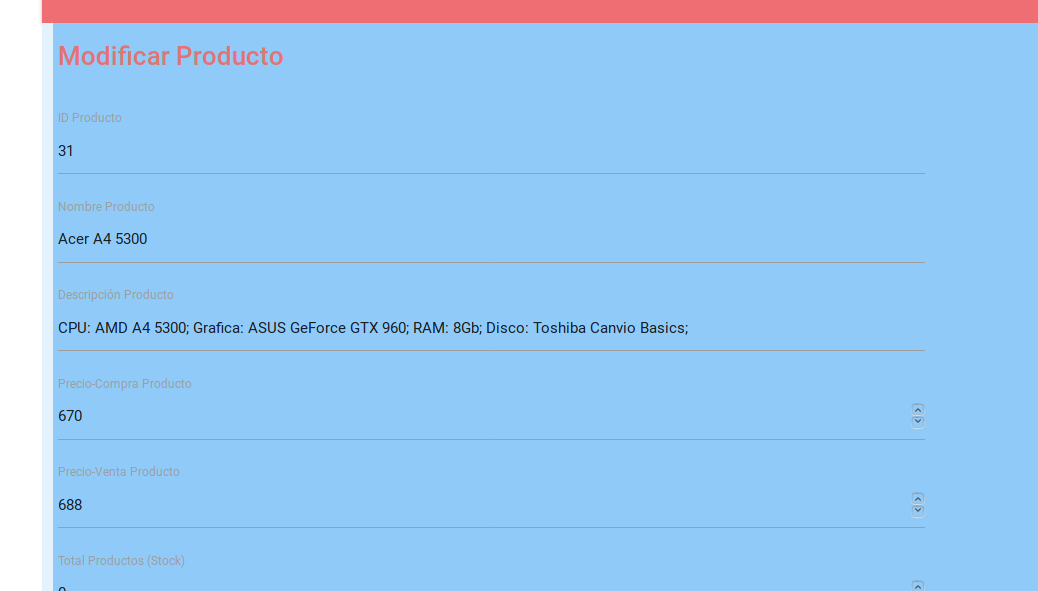 Modificar Producto
ID Producto
31
Nombre Producto
Acer A4 5300
Descripción Producto
CPU: AMD A4 5300; Grafica: ASUS GeForce GTX 960; RAM: 8Gb; Disco: Toshiba Canvio Basics;
Precio-Compra Producto
670
Precio-Venta Producto
688
Total Productos (Stock)